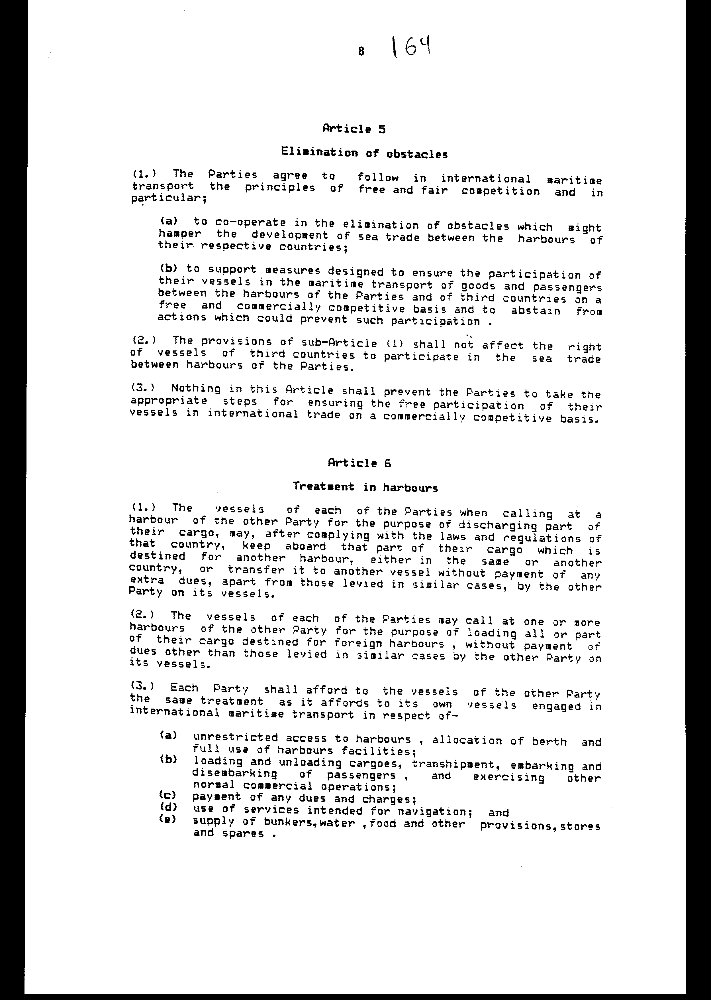 8 164
Article 5
Elimination of obstacles
(1.) The Parties agree to follow in international maritime
transport the principles of free and fair competition and in
particular;
(a) to co-operate in the elimination of obstacles which might
hamper the development of sea trade between the harbours of
their respective countries;
(b) to support measures designed to ensure the participation of
their vessels in the maritime transport of goods and passengers
between the harbours of the Parties and of third countries on a
free and commercially competitive basis and to abstain from
actions which could prevent such participation .
(2.) The provisions of sub-Article (1) shall not affect the right
of vessels of third countries to participate in the sea trade
between harbours of the Parties.
(3.) Nothing in this Article shall prevent the Parties to take the
appropriate steps for ensuring the free participation of their
vessels in international trade on a commercially competitive basis.
Article 6
Treatment in harbours
(1.) The vessels of each of the Parties when calling at a
harbour of the other Party for the purpose of discharging part of
their cargo, may, after complying with the laws and regulations of
that country, keep aboard that part of their cargo which is
destined for another harbour, either in the same or another
country, or transfer it to another vessel without payment of any
extra dues, apart from those levied in similar cases, by the other
Party on its vessels.
(2.) The vessels of each of the Parties may call at one or more
harbours of the other Party for the purpose of loading all or part
of their cargo destined for foreign harbours , without payment of
dues other than those levied in similar cases by the other Party on
its vessels.
(3.) Each Party shall afford to the vessels of the other Party
the same treatment as it affords to its own vessels engaged in
international maritime transport in respect of-
(a) unrestricted access to harbours , allocation of berth and
full use of harbours facilities;
(b) loading and unloading cargoes, transhipment, embarking and
disembarking of passengers , and exercising other
normal commercial operations;
(c) payment of any dues and charges;
(d) use of services intended for navigation; and
(e) supply of bunkers,water ,food and other provisions,stores
and spares .